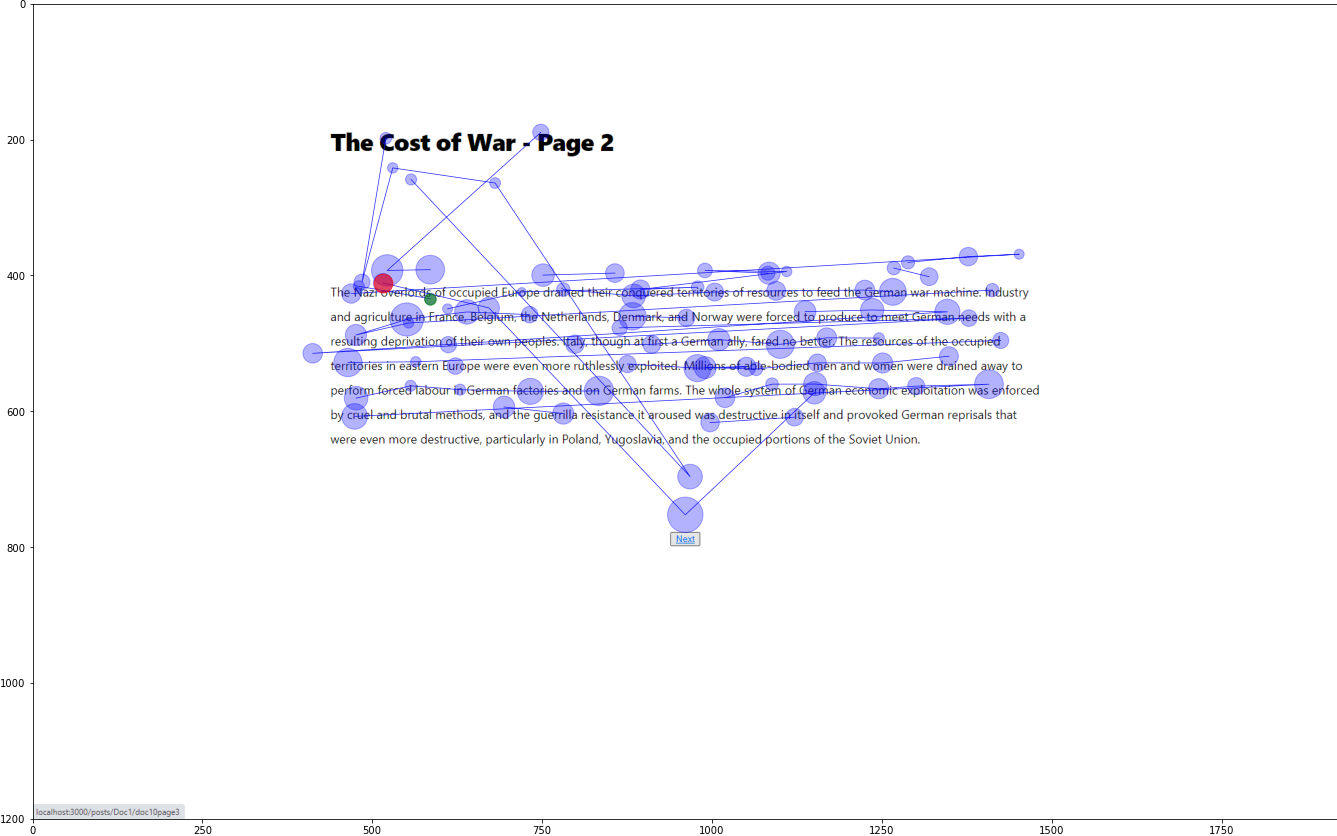 0
200
The Cost of War - Page 2
400
The Nazi overlords of occupied Europe drained their conquered territories of resources to feed the German war machine. Industry
and agriculture in France, Belgium, the Netherlands, Denmark, and Norway were forced to produce to meet German needs with a
resulting deprivation of their own peoples. Italy, though at first a German ally, fared no better. The resources of the occupied
territories in eastern Europe were even more ruthlessly exploited. Millions of able-bodied men and women were drained away to
perform forced labour in German factories and on German farms. The whole system of German economic exploitation was enforced
600
by cruel and brutal methods, and the guerrilla resistance it aroused was destructive in itself and provoked German reprisals that
were even more destructive, particularly in Poland, Yugoslavia, and the occupied portions of the Soviet Union.
Next
800
1000
localhost:3000/posts/Doc1/doc10page3
1200
0 250 500 750 1000 1250 1500 1750